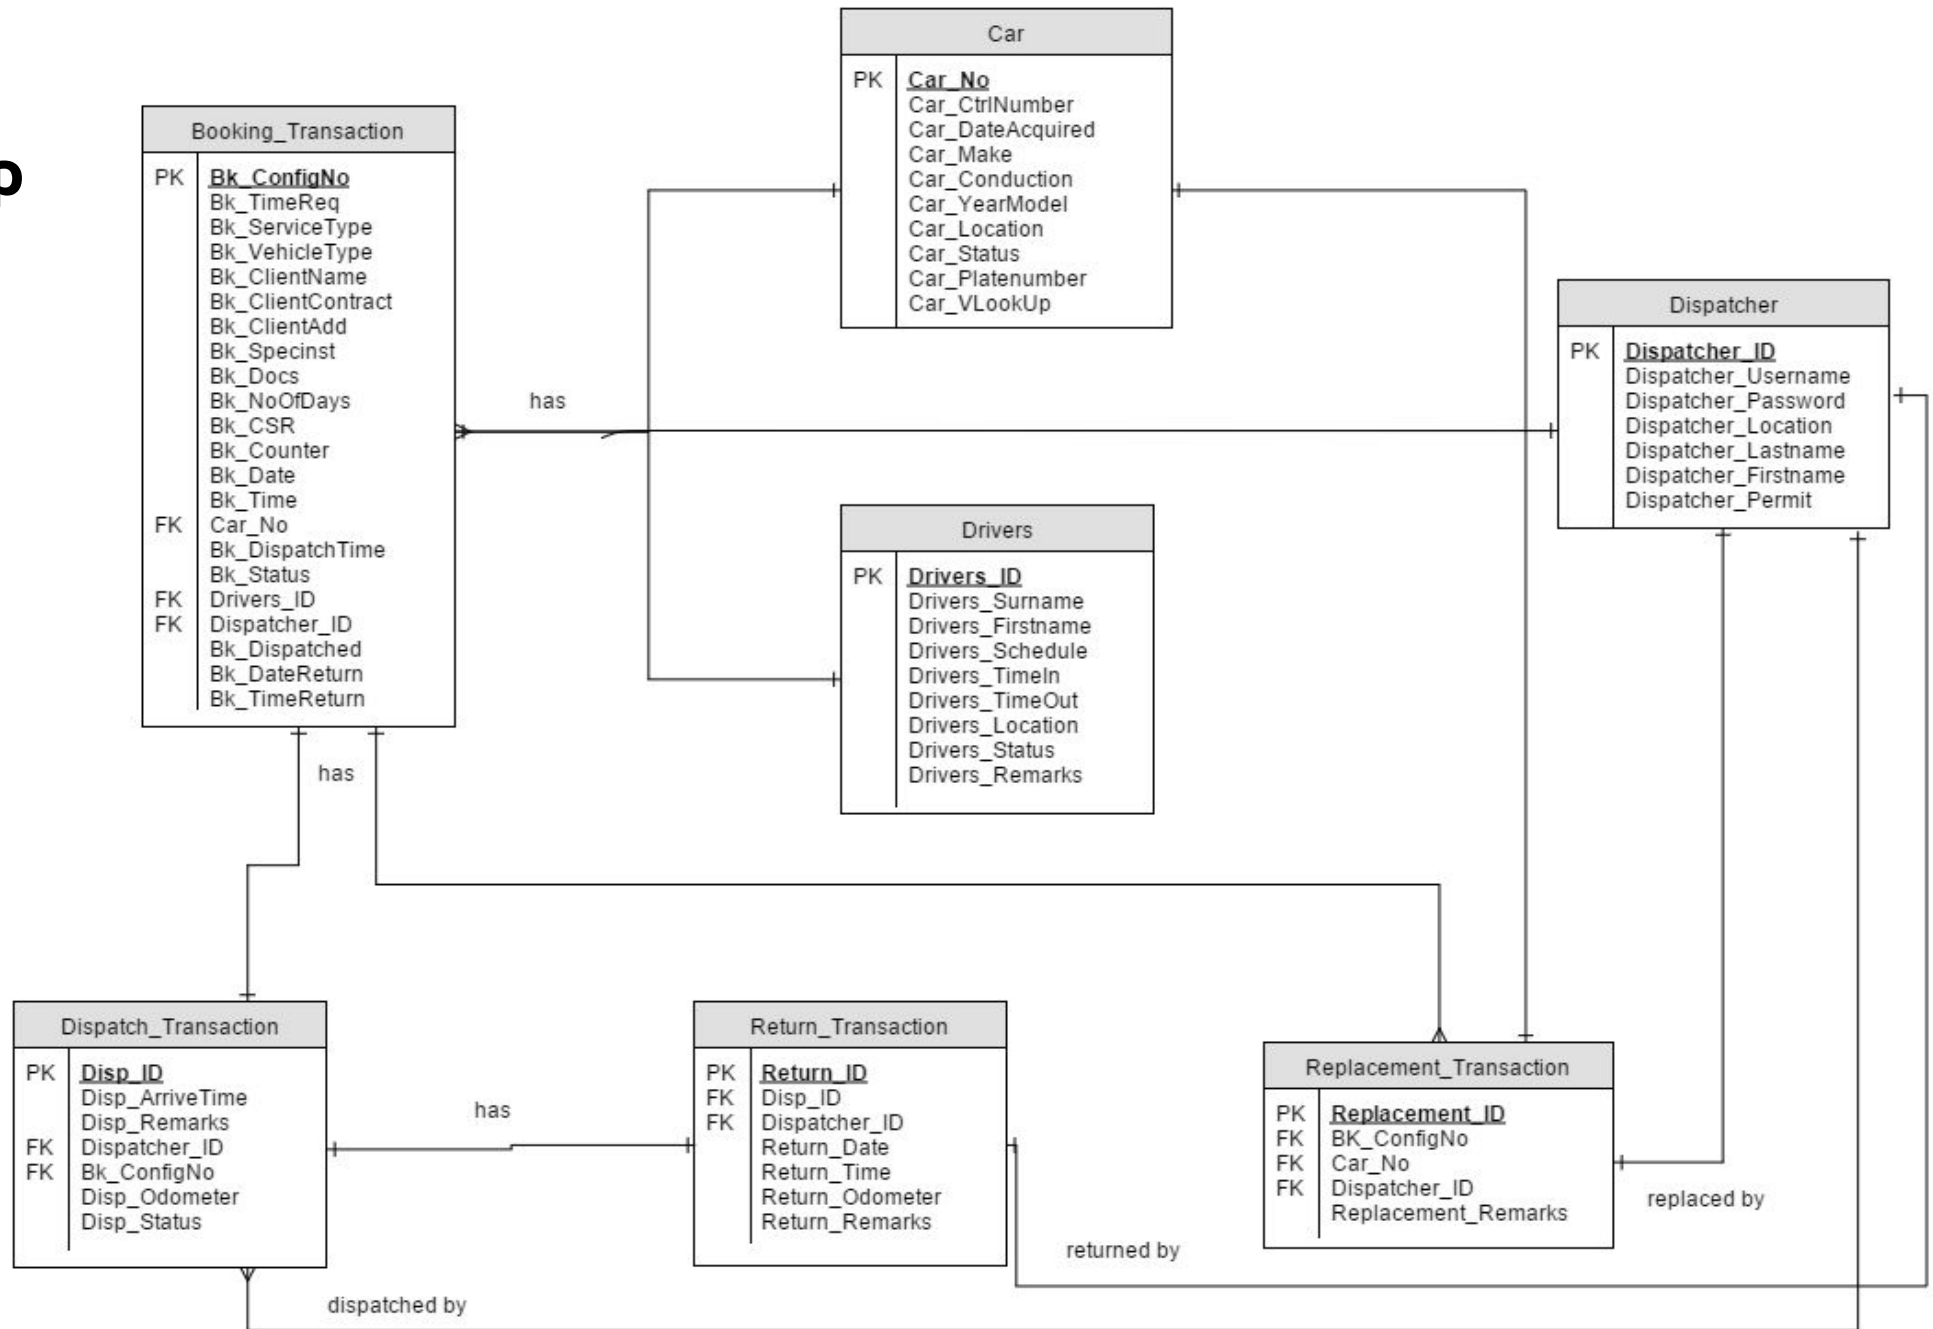 p
Car
PK Car_No
Car_CtrlNumber
Car_DateAcquired
Car_Make
Car_Conduction
Car_YearModel
Car_Location
Car_Status
Car_Platenumber
Car_VLookUp
Booking_Transaction
PK Bk_ConfigNo
Bk_TimeReq
Bk_ServiceType
Bk_VehicleType
Bk_ClientName
Bk_ClientContract
Bk_ClientAdd
Bk_Specinst
Bk_Docs
Bk_NoOfDays
Bk_CSR
Bk_Counter
Bk_Date
Bk_Time
FK Car_No
Bk_DispatchTime
Bk_Status
FK Drivers_ID
FK Dispatcher_ID
Bk_Dispatched
Bk_DateReturn
Bk_TimeReturn
has
Dispatcher
PK Dispatcher_ID
Dispatcher_Username
Dispatcher_Password
Dispatcher_Location
Dispatcher_Lastname
Dispatcher_Firstname
Dispatcher_Permit
Drivers
PK Drivers_ID
Drivers_Surname
Drivers_Firstname
Drivers_Schedule
Drivers_TimeIn
Drivers_TimeOut
Drivers_Location
Drivers_Status
Drivers_Remarks
has
Dispatch_Transaction
PK Disp_ID
Disp_ArriveTime
Disp_Remarks
FK Dispatcher_ID
FK Bk_ConfigNo
Disp_Odometer
Disp_Status
has
Return_Transaction
PK Return_ID
FK Disp_ID
FK Dispatcher_ID
Return_Date
Return_Time
Return_Odometer
Return_Remarks
Replacement_Transaction
PK Replacement_ID
FK BK_ConfigNo
FK Car_No
FK Dispatcher_ID
Replacement_Remarks
replaced by
returned by
dispatched by